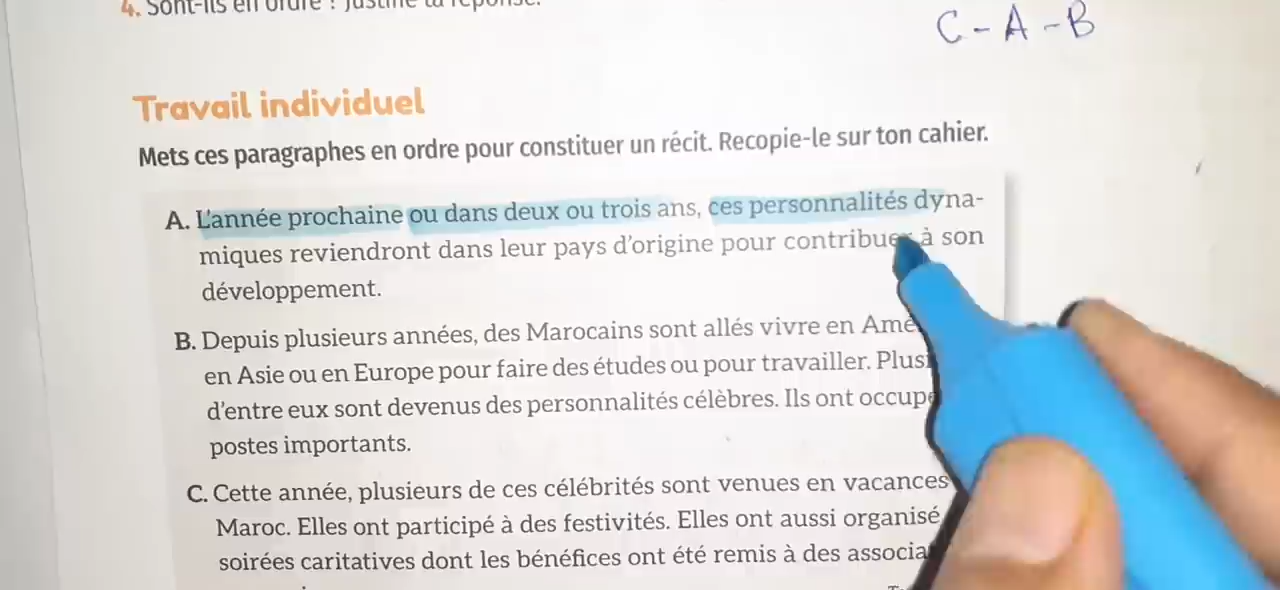 4. Sont-ils en ordre ? Justifie ta réponse.
C - A - B
Travail individuel
Mets ces paragraphes en ordre pour constituer un récit. Recopie-le sur ton cahier.
A. L'année prochaine ou dans deux ou trois ans, ces personnalités dyna-
miques reviendront dans leur pays d'origine pour contribuer à son
développement.
B. Depuis plusieurs années, des Marocains sont allés vivre en Amé
en Asie ou en Europe pour faire des études ou pour travailler. Plusi
d'entre eux sont devenus des personnalités célèbres. Ils ont occupé
postes importants.
C. Cette année, plusieurs de ces célébrités sont venues en vacances
Maroc. Elles ont participé à des festivités. Elles ont aussi organisé
soirées caritatives dont les bénéfices ont été remis à des associa